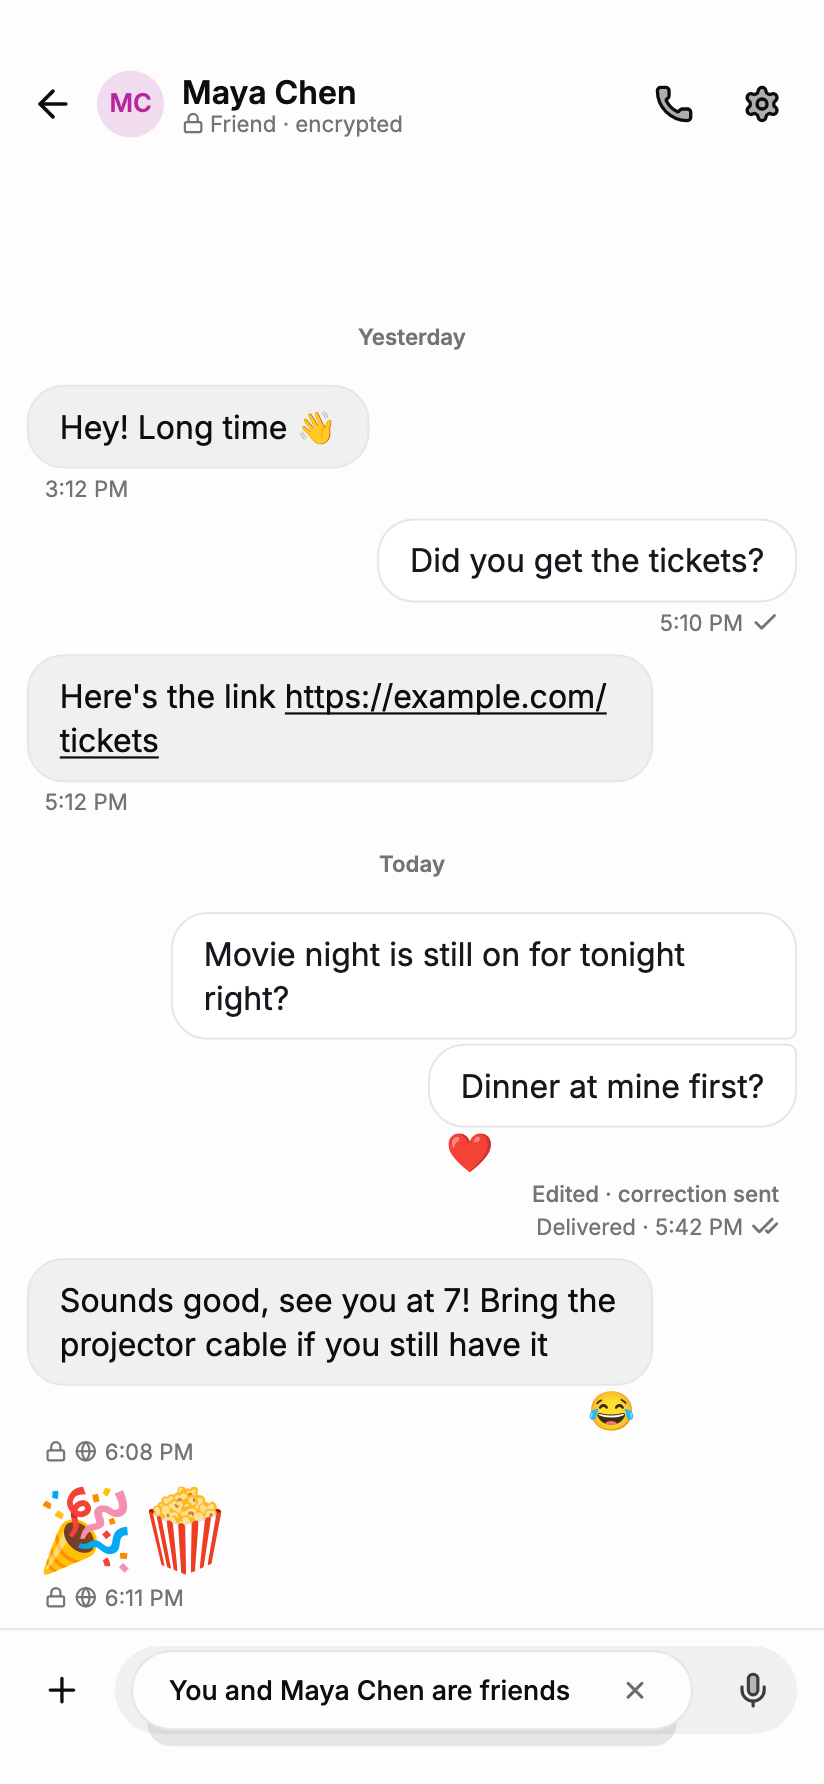 MC
Maya Chen
Friend · encrypted
Yesterday
Hey! Long time 👋
3:12 PM
Did you get the tickets?
5:10 PM
Here's the link https://example.com/
tickets
5:12 PM
Today
Movie night is still on for tonight
right?
Dinner at mine first?
❤️
Edited · correction sent
Delivered · 5:42 PM
Sounds good, see you at 7! Bring the
projector cable if you still have it
😂
6:08 PM
🎉🍿
6:11 PM
You and Maya Chen are friends